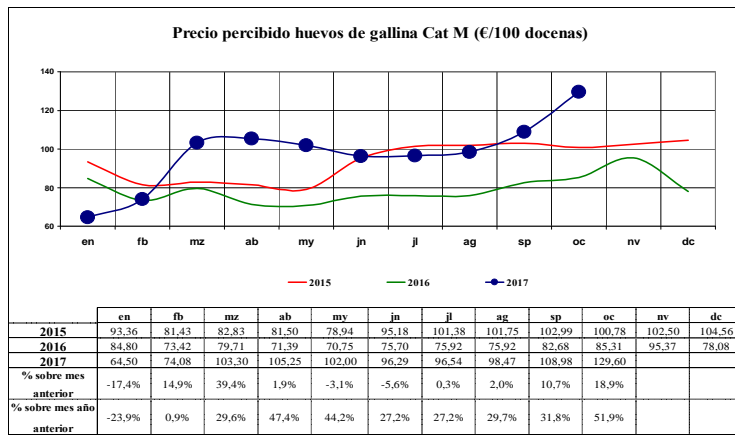 Precio percibido huevos de gallina Cat M (€/100 docenas)
140
120
100
80
60
en fb mz ab my jn jl ag sp oc nv dc
2015 2016 2017
en fb mz ab my jn jl ag sp oc nv dc
2015 93,36 81,43 82,83 81,50 78,94 95,18 101,38 101,75 102,99 100,78 102,50 104,56
2016 84,80 73,42 79,71 71,39 70,75 75,70 75,92 75,92 82,68 85,31 95,37 78,08
2017 64,50 74,08 103,30 105,25 102,00 96,29 96,54 98,47 108,98 129,60
% sobre mes
anterior -17,4% 14,9% 39,4% 1,9% -3,1% -5,6% 0,3% 2,0% 10,7% 18,9%
% sobre mes año
anterior -23,9% 0,9% 29,6% 47,4% 44,2% 27,2% 27,2% 29,7% 31,8% 51,9%